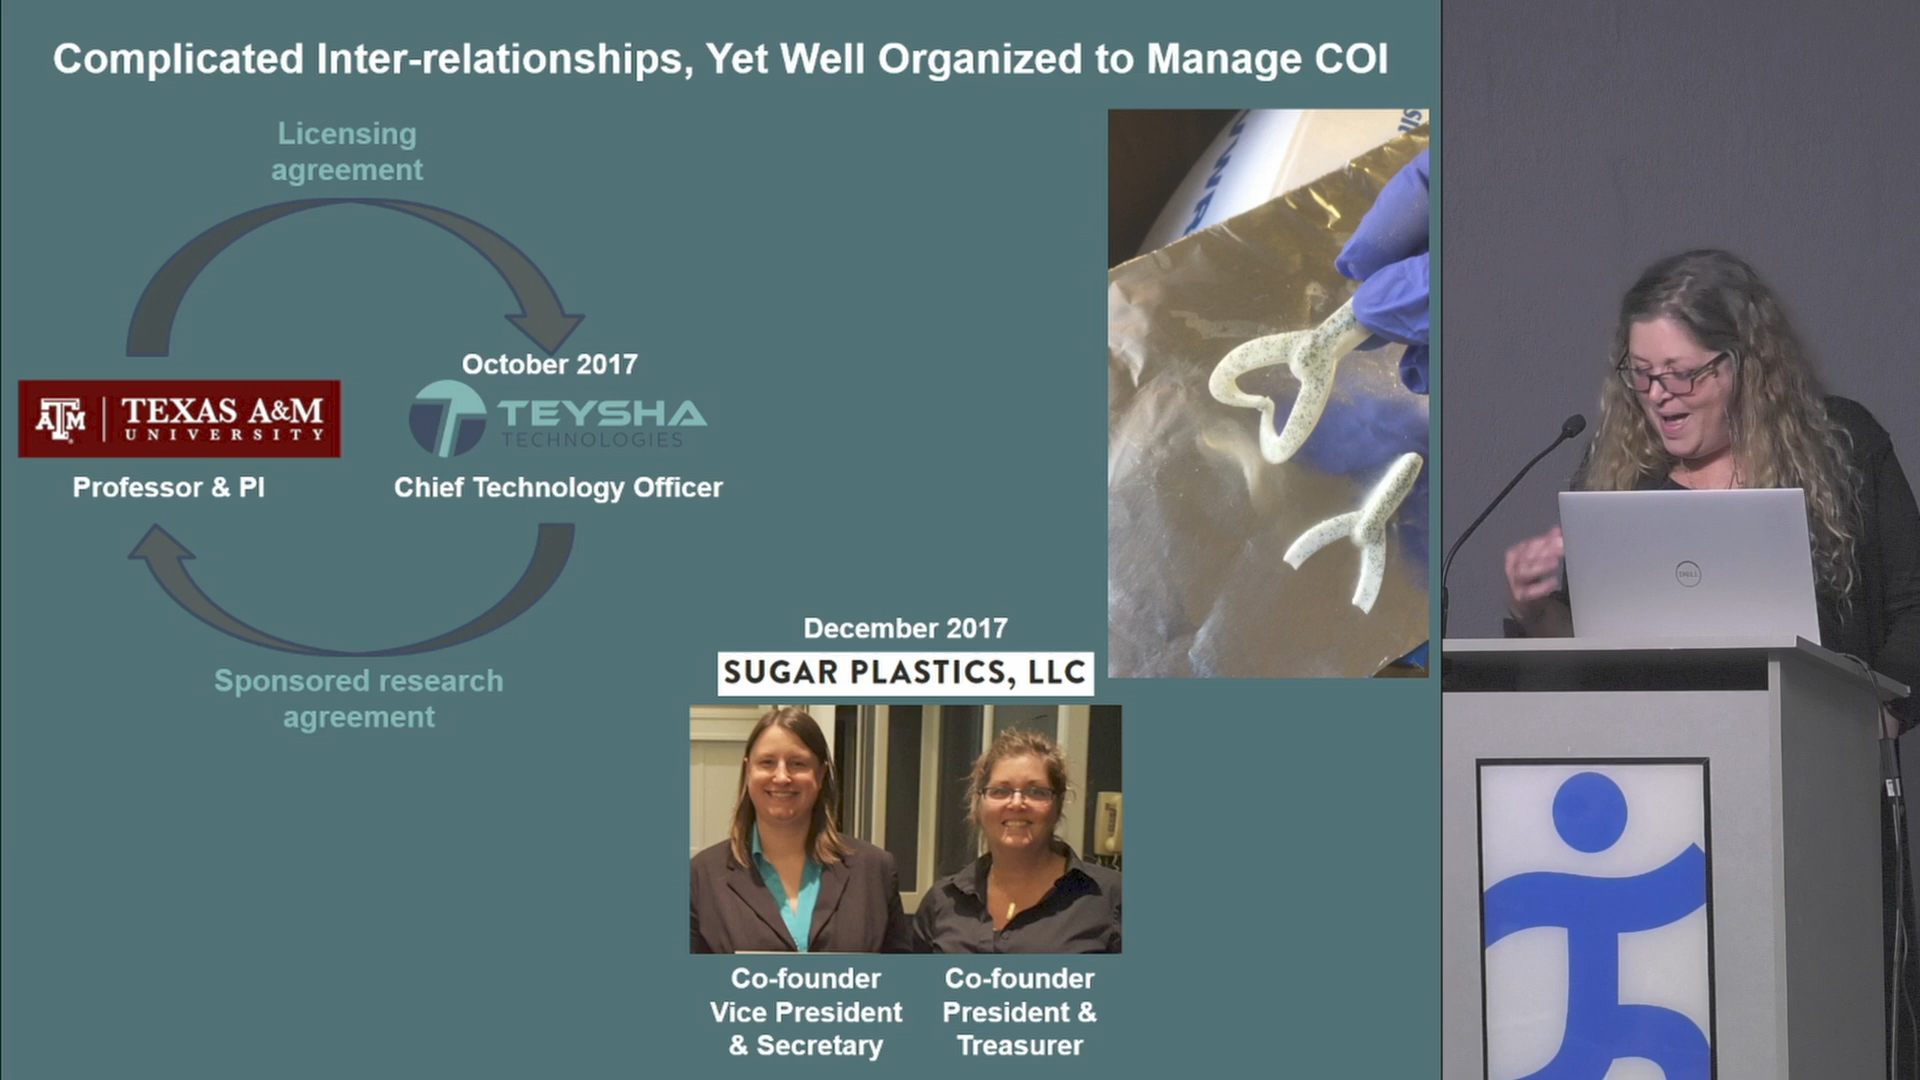 Complicated Inter-relationships, Yet Well Organized to Manage COI
Licensing
agreement
October 2017
ATM
TEXAS A&M
UNIVERSITY
TEYSHA
TECHNOLOGIES
Professor & PI
Chief Technology Officer
Sponsored research
agreement
December 2017
SUGAR PLASTICS, LLC
Co-founder
Vice President
& Secretary
Co-founder
President &
Treasurer
DELL